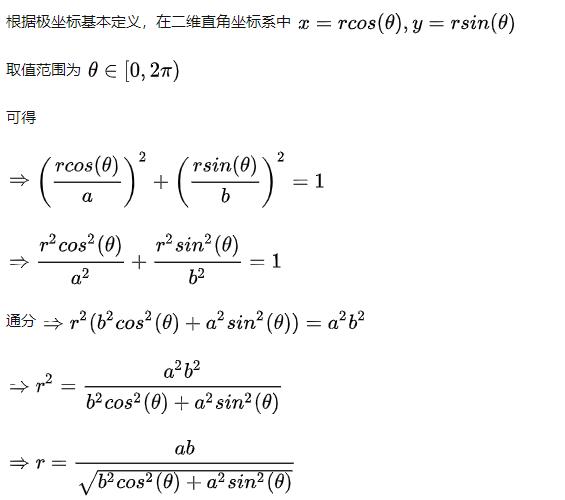 根据极坐标基本定义，在二维直角坐标系中 $x = rcos(\theta), y = rsin(\theta)$
取值范围为 $\theta \in [0, 2\pi)$
可得
$\Rightarrow \left(\frac{rcos(\theta)}{a}\right)^2 + \left(\frac{rsin(\theta)}{b}\right)^2 = 1$
$\Rightarrow \frac{r^2cos^2(\theta)}{a^2} + \frac{r^2sin^2(\theta)}{b^2} = 1$
通分 $\Rightarrow r^2(b^2cos^2(\theta) + a^2sin^2(\theta)) = a^2b^2$
$\Rightarrow r^2 = \frac{a^2b^2}{b^2cos^2(\theta) + a^2sin^2(\theta)}$
$\Rightarrow r = \frac{ab}{\sqrt{b^2cos^2(\theta) + a^2sin^2(\theta)}}$